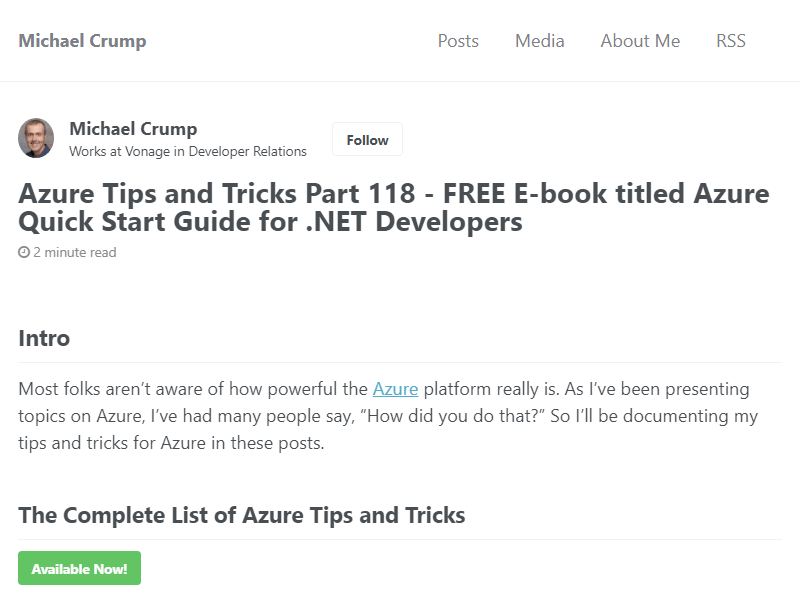 Michael Crump
Posts
Media
About Me
RSS
Michael Crump
Works at Vonage in Developer Relations
Follow
Azure Tips and Tricks Part 118 - FREE E-book titled Azure
Quick Start Guide for .NET Developers
2 minute read
Intro
Most folks aren’t aware of how powerful the Azure platform really is. As I’ve been presenting
topics on Azure, I’ve had many people say, “How did you do that?” So I’ll be documenting my
tips and tricks for Azure in these posts.
The Complete List of Azure Tips and Tricks
Available Now!